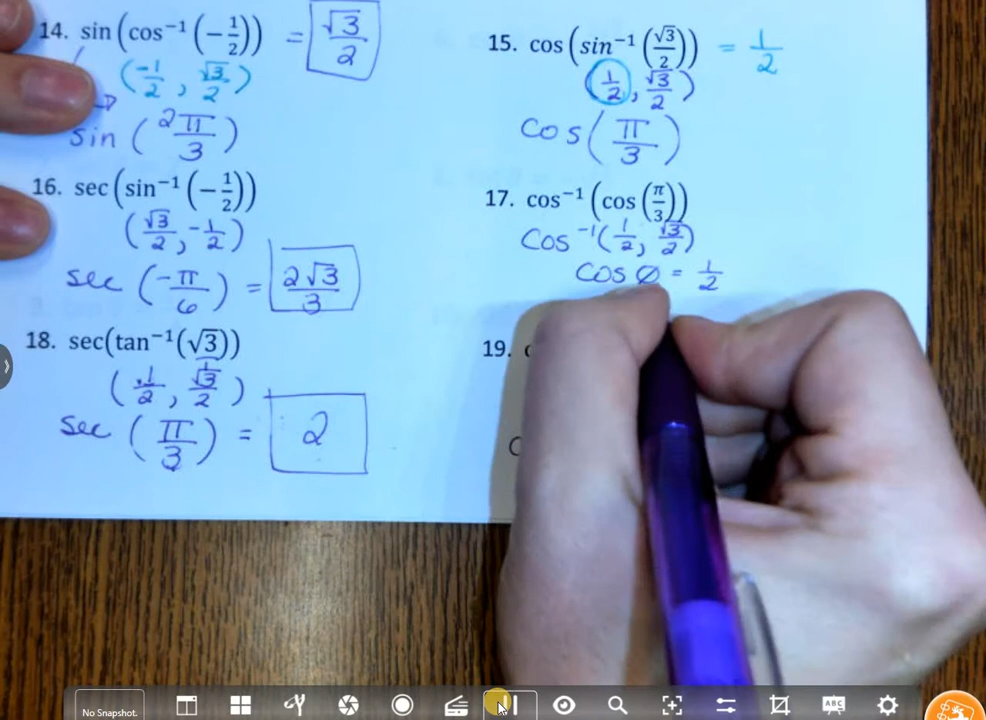 14. sin(cos⁻¹(-1/2)) = √3/2
(-1/2, √3/2)
sin (2π/3)
15. cos(sin⁻¹(√3/2)) = 1/2
(1/2, √3/2)
cos(π/3)
16. sec(sin⁻¹(-1/2))
(√3/2, -1/2)
sec (-π/6) = 2√3/3
17. cos⁻¹(cos(π/3))
cos⁻¹(1/2, √3/2)
cos Ø = 1/2
18. sec(tan⁻¹(√3))
(1/2, √3/2)
sec (π/3) = 2
19.
No Snapshot.
ABC